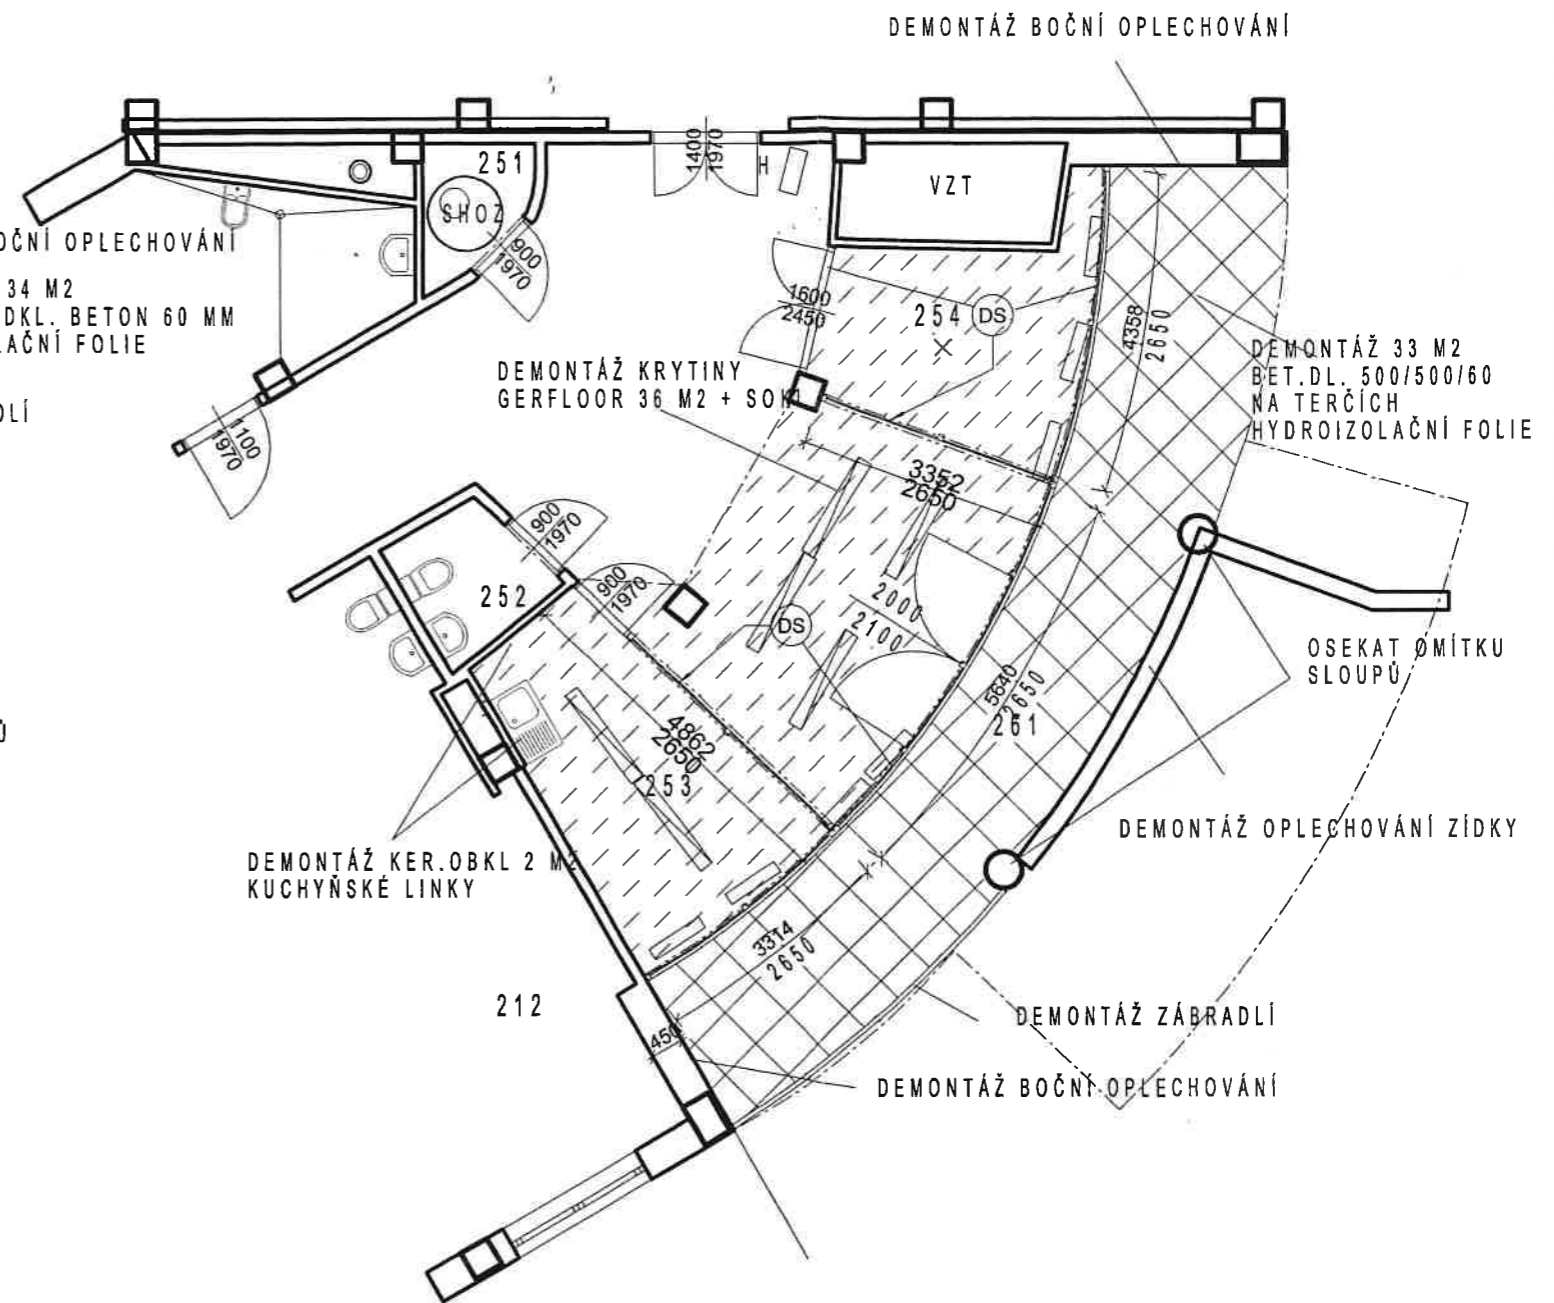 DEMONTÁŽ BOČNÍ OPLECHOVÁNÍ
1400
1970
H
251
SHOZ
VZT
OČNÍ OPLECHOVÁNÍ
900
1970
34 M2
DKL. BETON 60 MM
AČNÍ FOLIE
1600
2450
254
DS
4358
2650
DEMONTÁŽ 33 M2
BET.DL. 500/500/60
NA TERČÍCH
HYDROIZOLAČNÍ FOLIE
DEMONTÁŽ KRYTINY
GERFLOOR 36 M2 + SOKL
DLÍ
1100
1970
3352
2650
900
1970
252
900
1970
DS
2000
2100
OSEKAT OMÍTKU
SLOUPŮ
5640
2650
261
Ů
4862
2650
253
DEMONTÁŽ OPLECHOVÁNÍ ZÍDKY
DEMONTÁŽ KER.OBKL 2 M2
KUCHYŇSKÉ LINKY
3314
2650
212
450
DEMONTÁŽ ZÁBRADLÍ
DEMONTÁŽ BOČNÍ OPLECHOVÁNÍ